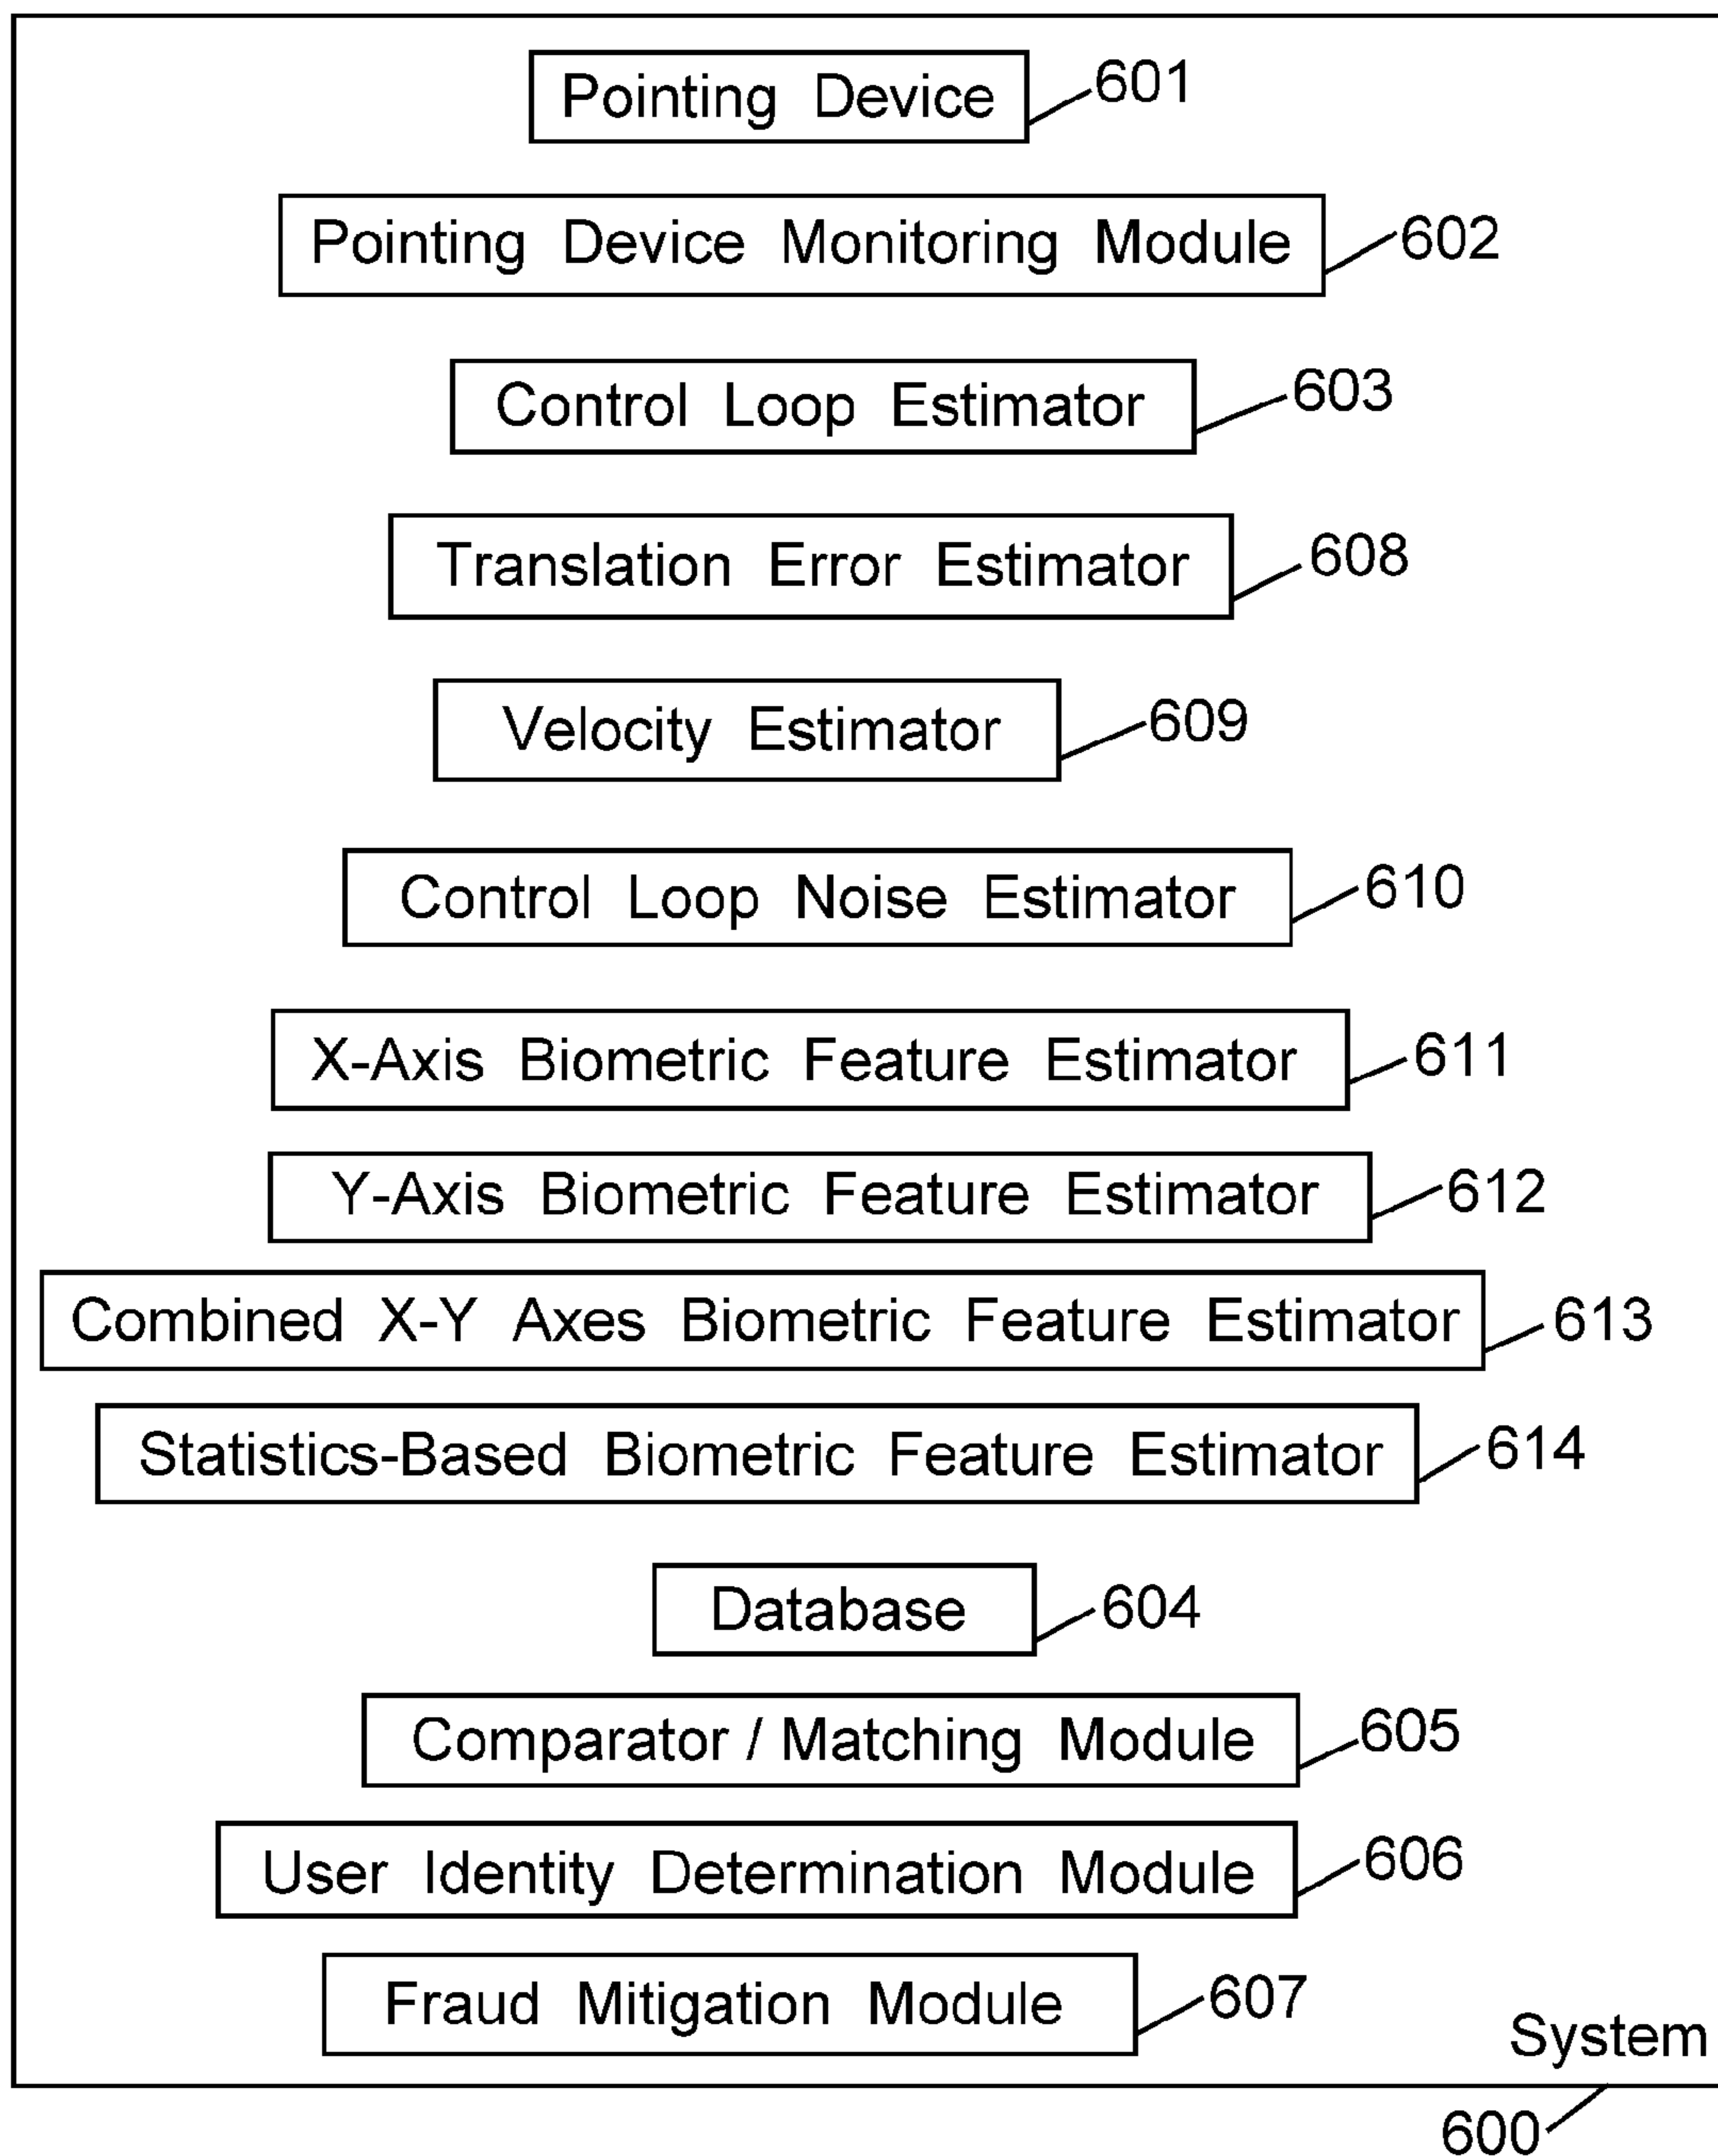 Pointing Device 601
Pointing Device Monitoring Module 602
Control Loop Estimator 603
Translation Error Estimator 608
Velocity Estimator 609
Control Loop Noise Estimator 610
X-Axis Biometric Feature Estimator 611
Y-Axis Biometric Feature Estimator 612
Combined X-Y Axes Biometric Feature Estimator 613
Statistics-Based Biometric Feature Estimator 614
Database 604
Comparator / Matching Module 605
User Identity Determination Module 606
Fraud Mitigation Module 607
System
600